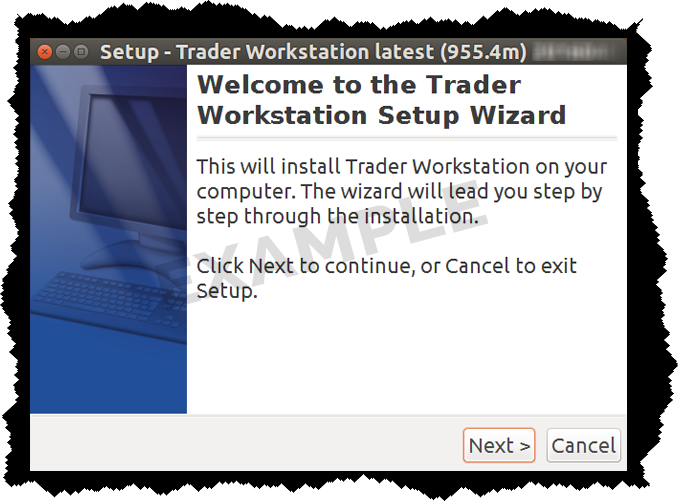 Setup - Trader Workstation latest (955.4m)
Welcome to the Trader
Workstation Setup Wizard
This will install Trader Workstation on your
computer. The wizard will lead you step by
step through the installation.
EXAMPLE
Click Next to continue, or Cancel to exit
Setup.
Next >
Cancel